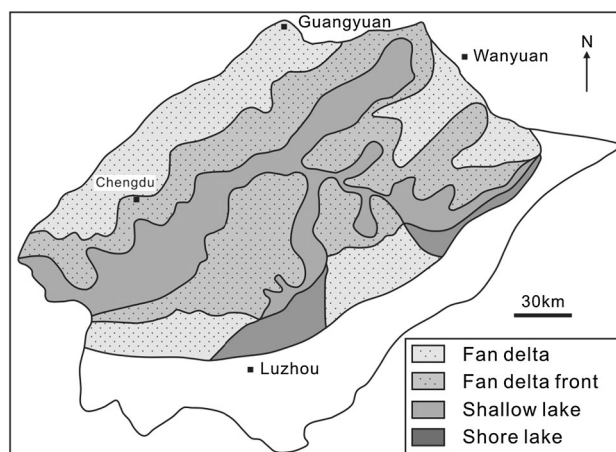 Guangyuan
Wanyuan
N
Chengdu
30km
Luzhou
Fan delta
Fan delta front
Shallow lake
Shore lake